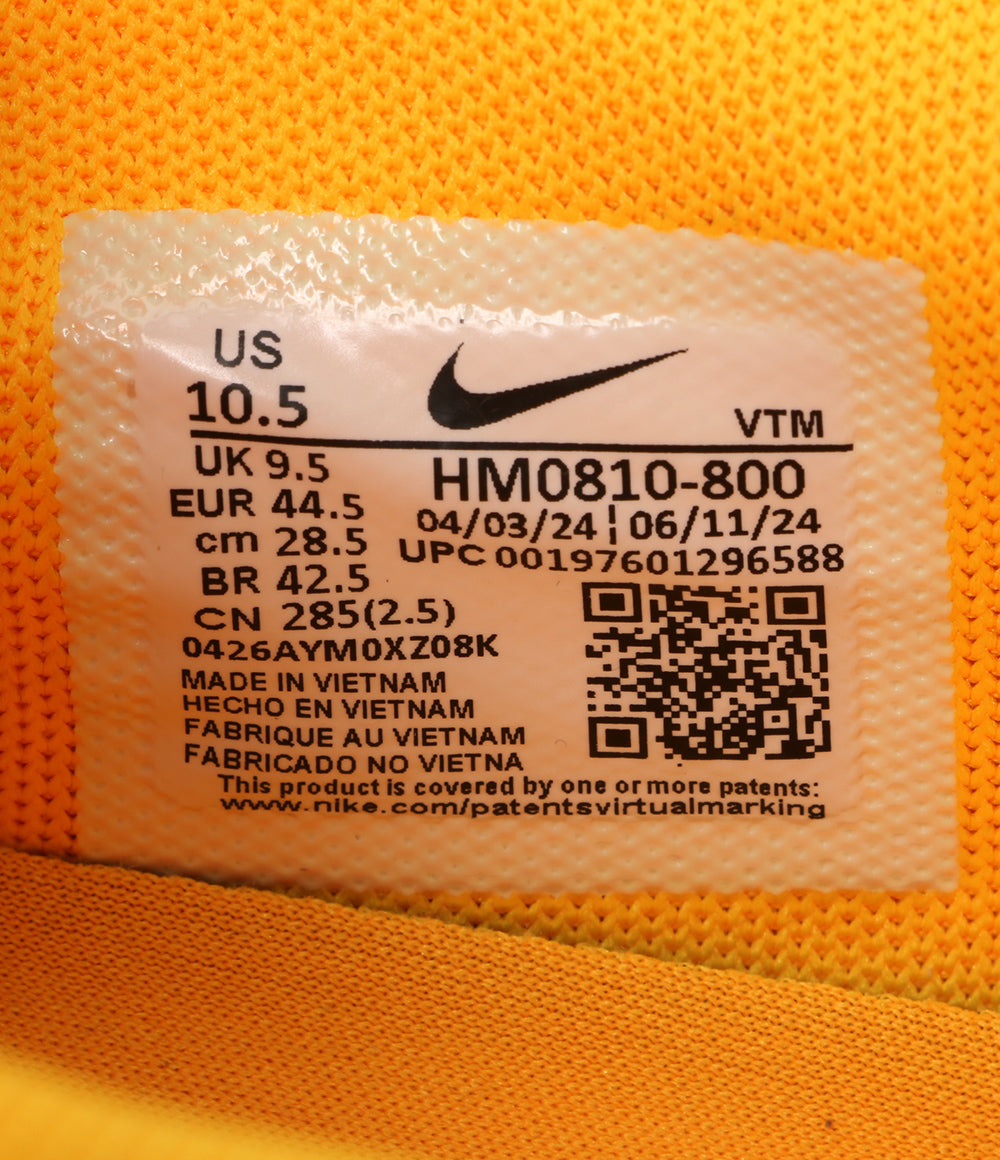 US
10.5
VTM
UK 9.5
EUR 44.5
cm 28.5
BR 42.5
CN 285(2.5)
HM0810-800
04/03/24 ¦ 06/11/24
UPC 00197601296588
0426AYM0XZ08K
MADE IN VIETNAM
HECHO EN VIETNAM
FABRIQUE AU VIETNAM
FABRICADO NO VIETNA
This product is covered by one or more patents:
www.nike.com/patentsvirtualmarking